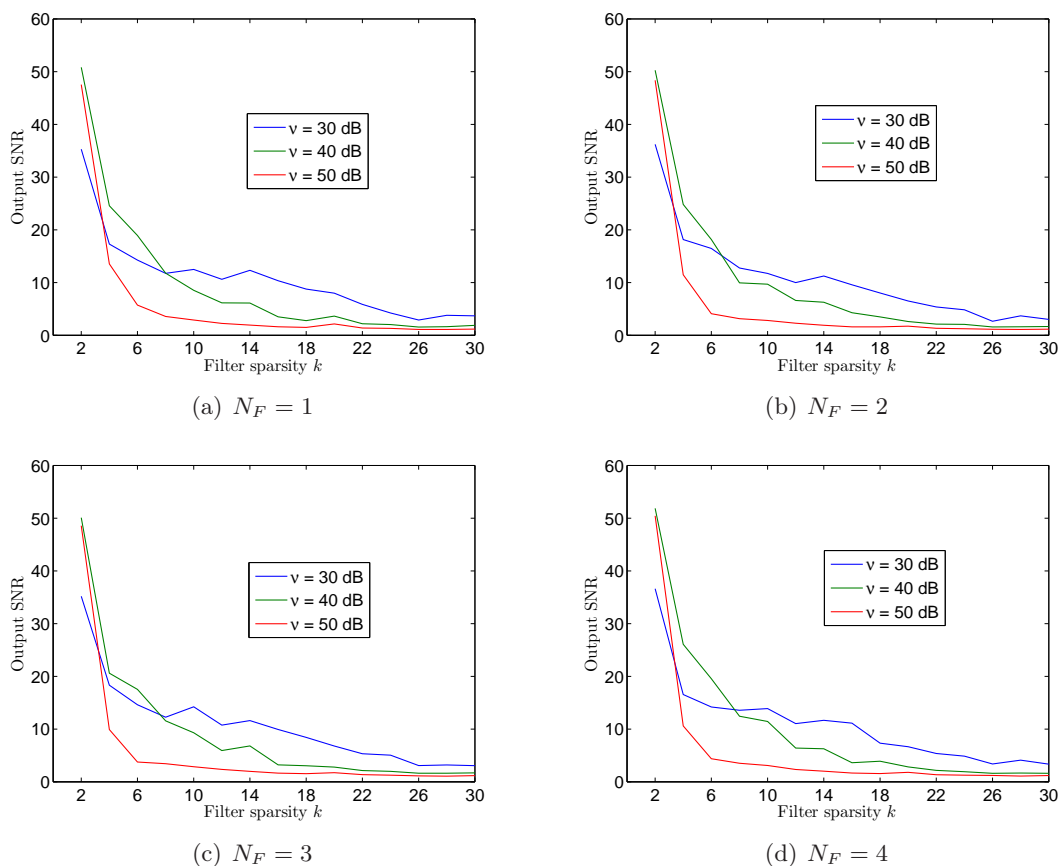 60
50
40
30
20
10
0
Output SNR
ν = 30 dB
ν = 40 dB
ν = 50 dB
2 6 10 14 18 22 26 30
Filter sparsity k
(a) N_F = 1
60
50
40
30
20
10
0
Output SNR
ν = 30 dB
ν = 40 dB
ν = 50 dB
2 6 10 14 18 22 26 30
Filter sparsity k
(b) N_F = 2
60
50
40
30
20
10
0
Output SNR
ν = 30 dB
ν = 40 dB
ν = 50 dB
2 6 10 14 18 22 26 30
Filter sparsity k
(c) N_F = 3
60
50
40
30
20
10
0
Output SNR
ν = 30 dB
ν = 40 dB
ν = 50 dB
2 6 10 14 18 22 26 30
Filter sparsity k
(d) N_F = 4